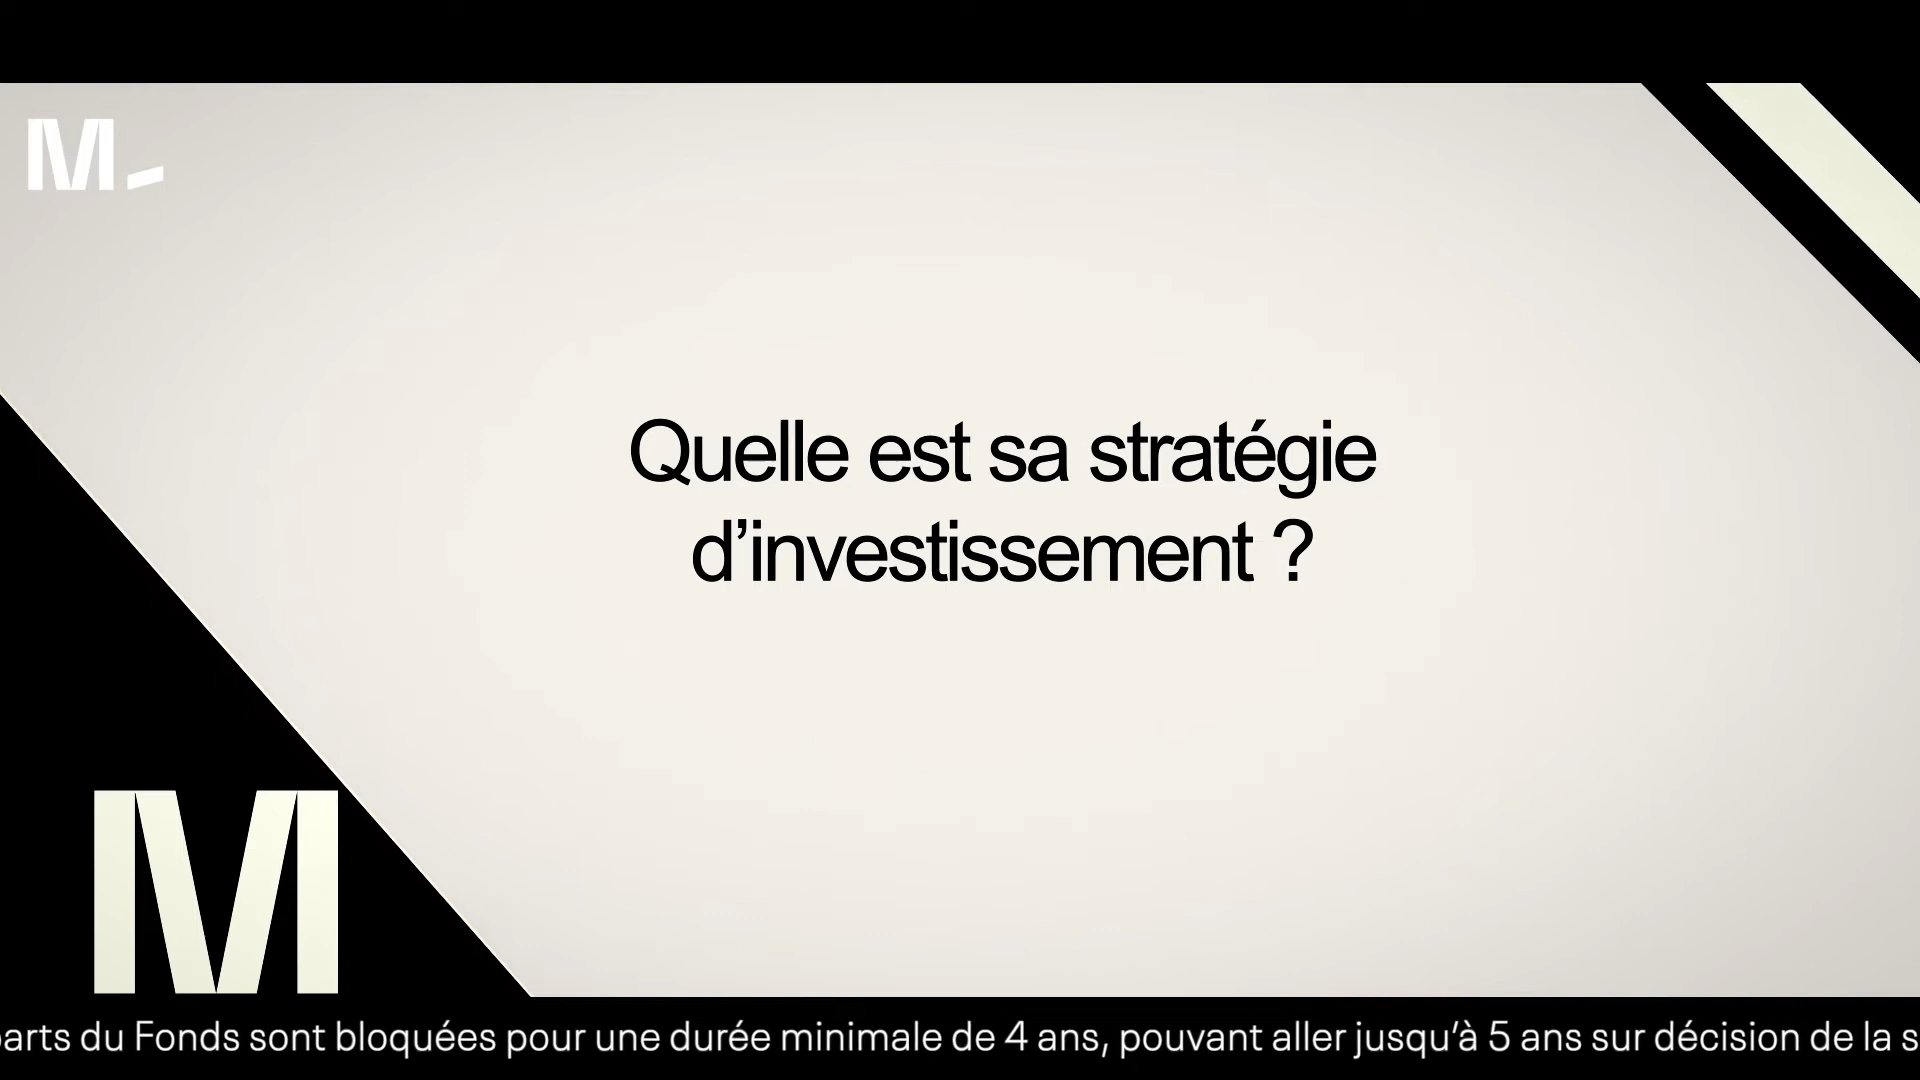 M
Quelle est sa stratégie
d’investissement ?
M
du Fonds sont bloquées pour une durée minimale de 4 ans, pouvant aller jusqu’à 5 ans sur décision de la